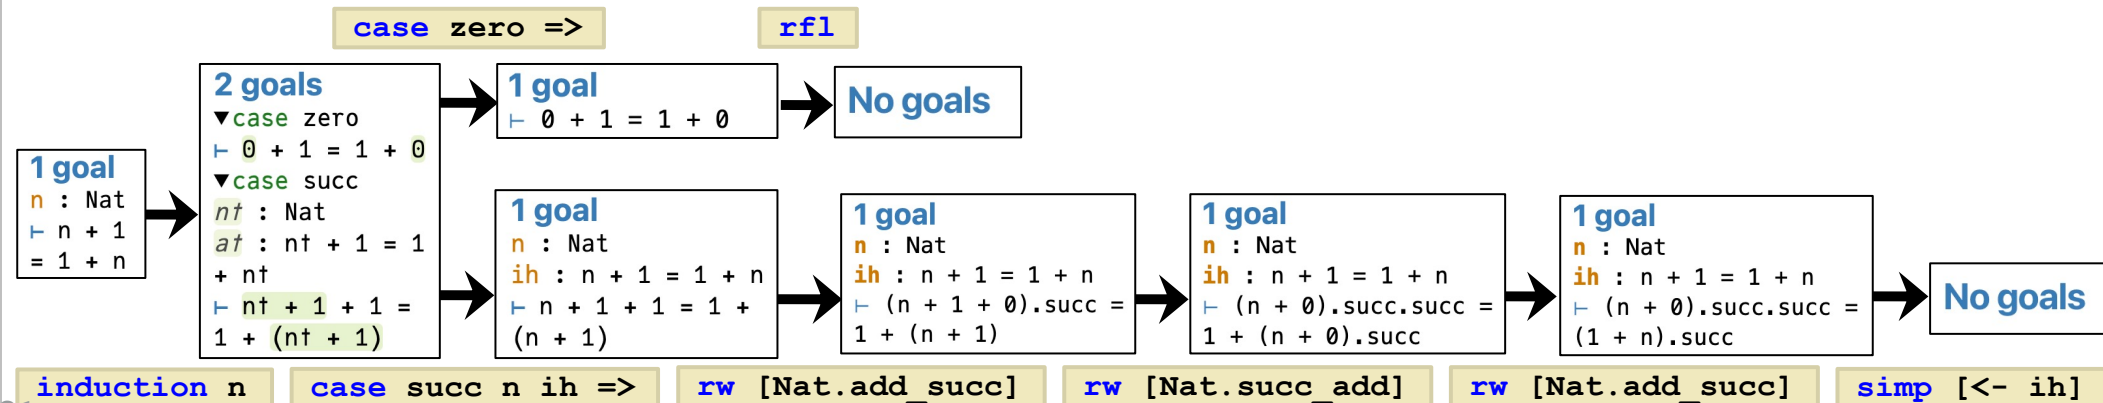 case zero =>
rfl
1 goal
n : Nat
⊢ n + 1
= 1 + n
2 goals
▼case zero
⊢ 0 + 1 = 1 + 0
▼case succ
n† : Nat
a† : n† + 1 = 1
+ n†
⊢ n† + 1 + 1 =
1 + (n† + 1)
1 goal
⊢ 0 + 1 = 1 + 0
No goals
1 goal
n : Nat
ih : n + 1 = 1 + n
⊢ n + 1 + 1 = 1 +
(n + 1)
1 goal
n : Nat
ih : n + 1 = 1 + n
⊢ (n + 1 + 0).succ =
1 + (n + 1)
1 goal
n : Nat
ih : n + 1 = 1 + n
⊢ (n + 0).succ.succ =
1 + (n + 0).succ
1 goal
n : Nat
ih : n + 1 = 1 + n
⊢ (n + 0).succ.succ =
(1 + n).succ
No goals
induction n
case succ n ih =>
rw [Nat.add_succ]
rw [Nat.succ_add]
rw [Nat.add_succ]
simp [<- ih]